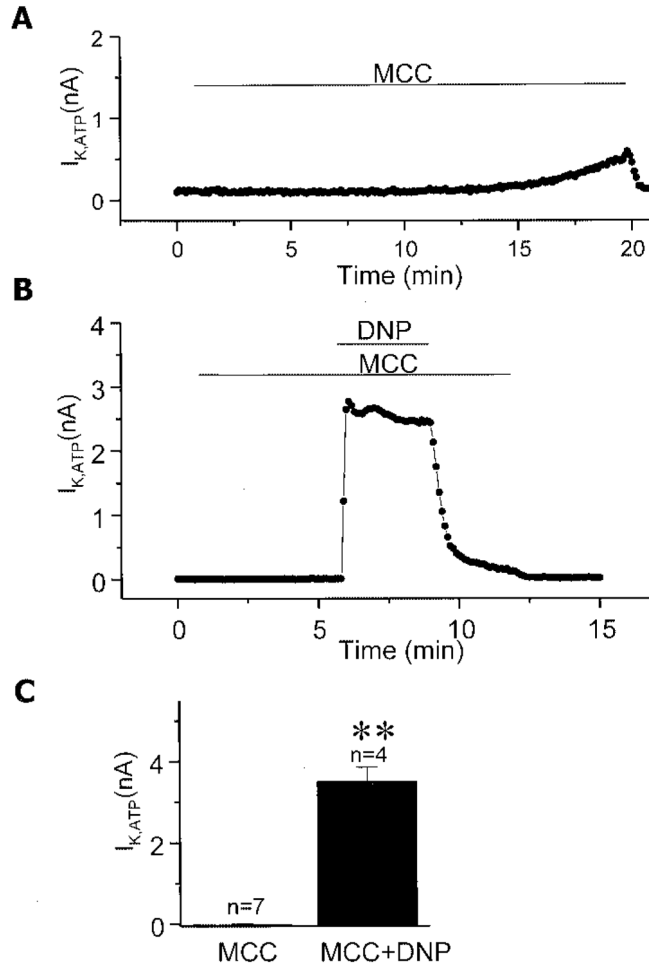 A
I_K,ATP(nA)
2
1
0
MCC
0 5 10 15 20
Time (min)
B
I_K,ATP(nA)
4
3
2
1
0
DNP
MCC
0 5 10 15
Time (min)
C
I_K,ATP(nA)
4
2
0
**
n=4
n=7
MCC MCC+DNP